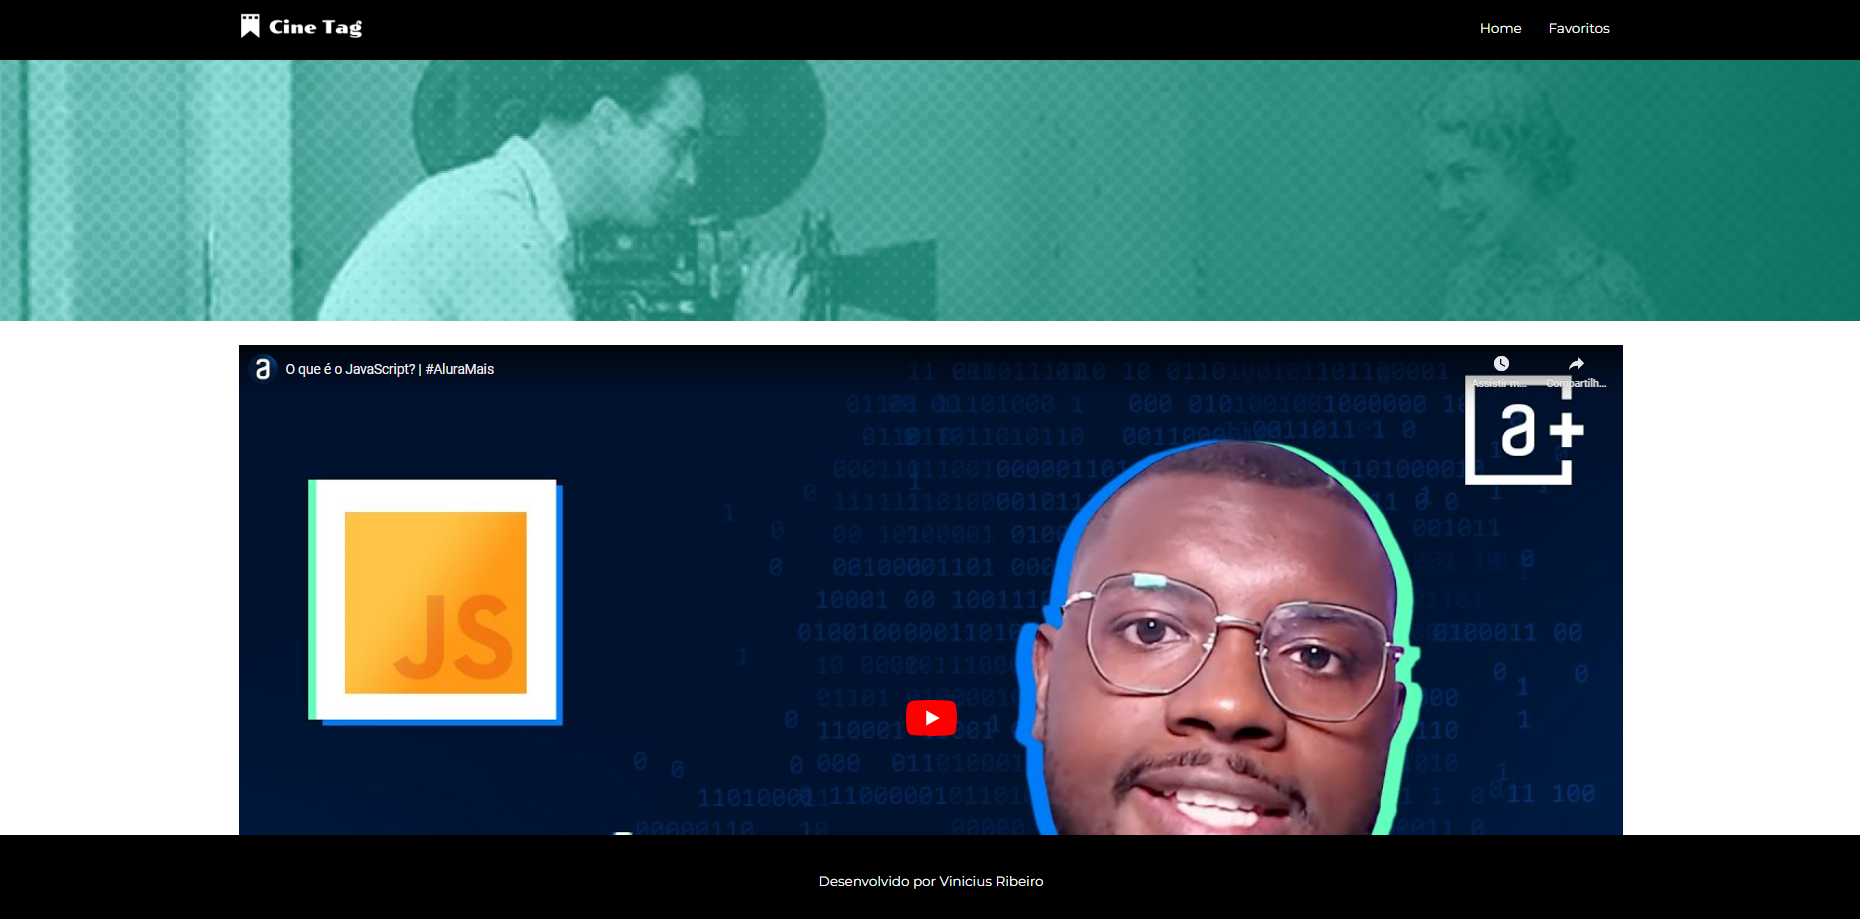 Cine Tag
Home
Favoritos
a
O que é o JavaScript? | #AluraMais
Assistir m...
Compartilh...
a+
JS
Desenvolvido por Vinicius Ribeiro